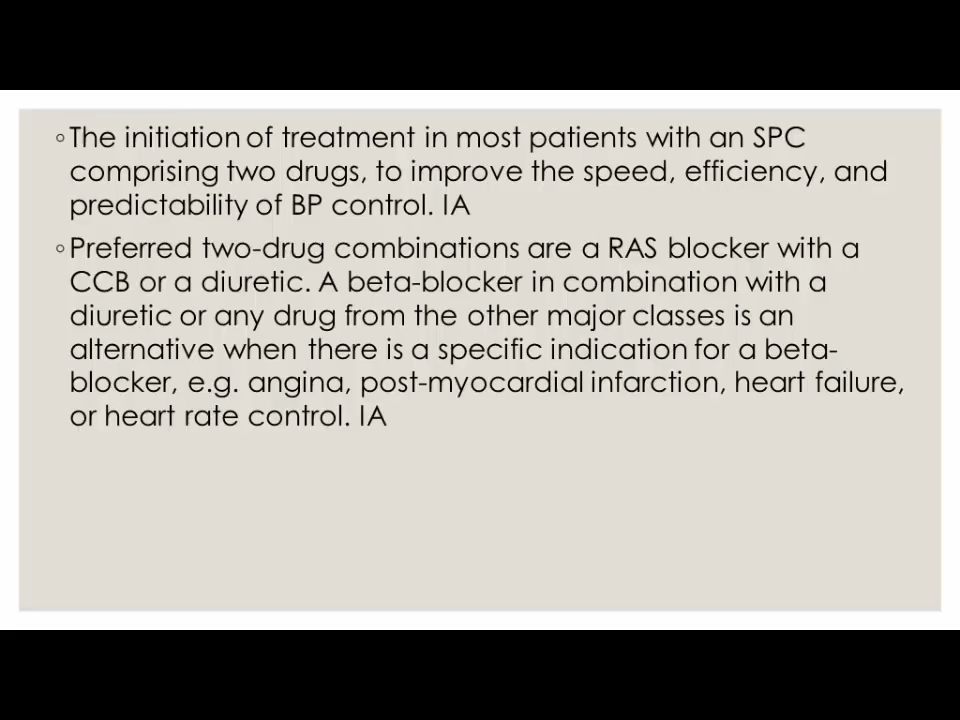 ◦ The initiation of treatment in most patients with an SPC
comprising two drugs, to improve the speed, efficiency, and
predictability of BP control. IA
◦ Preferred two-drug combinations are a RAS blocker with a
CCB or a diuretic. A beta-blocker in combination with a
diuretic or any drug from the other major classes is an
alternative when there is a specific indication for a beta-
blocker, e.g. angina, post-myocardial infarction, heart failure,
or heart rate control. IA